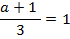 (a + 1)/3 = 1